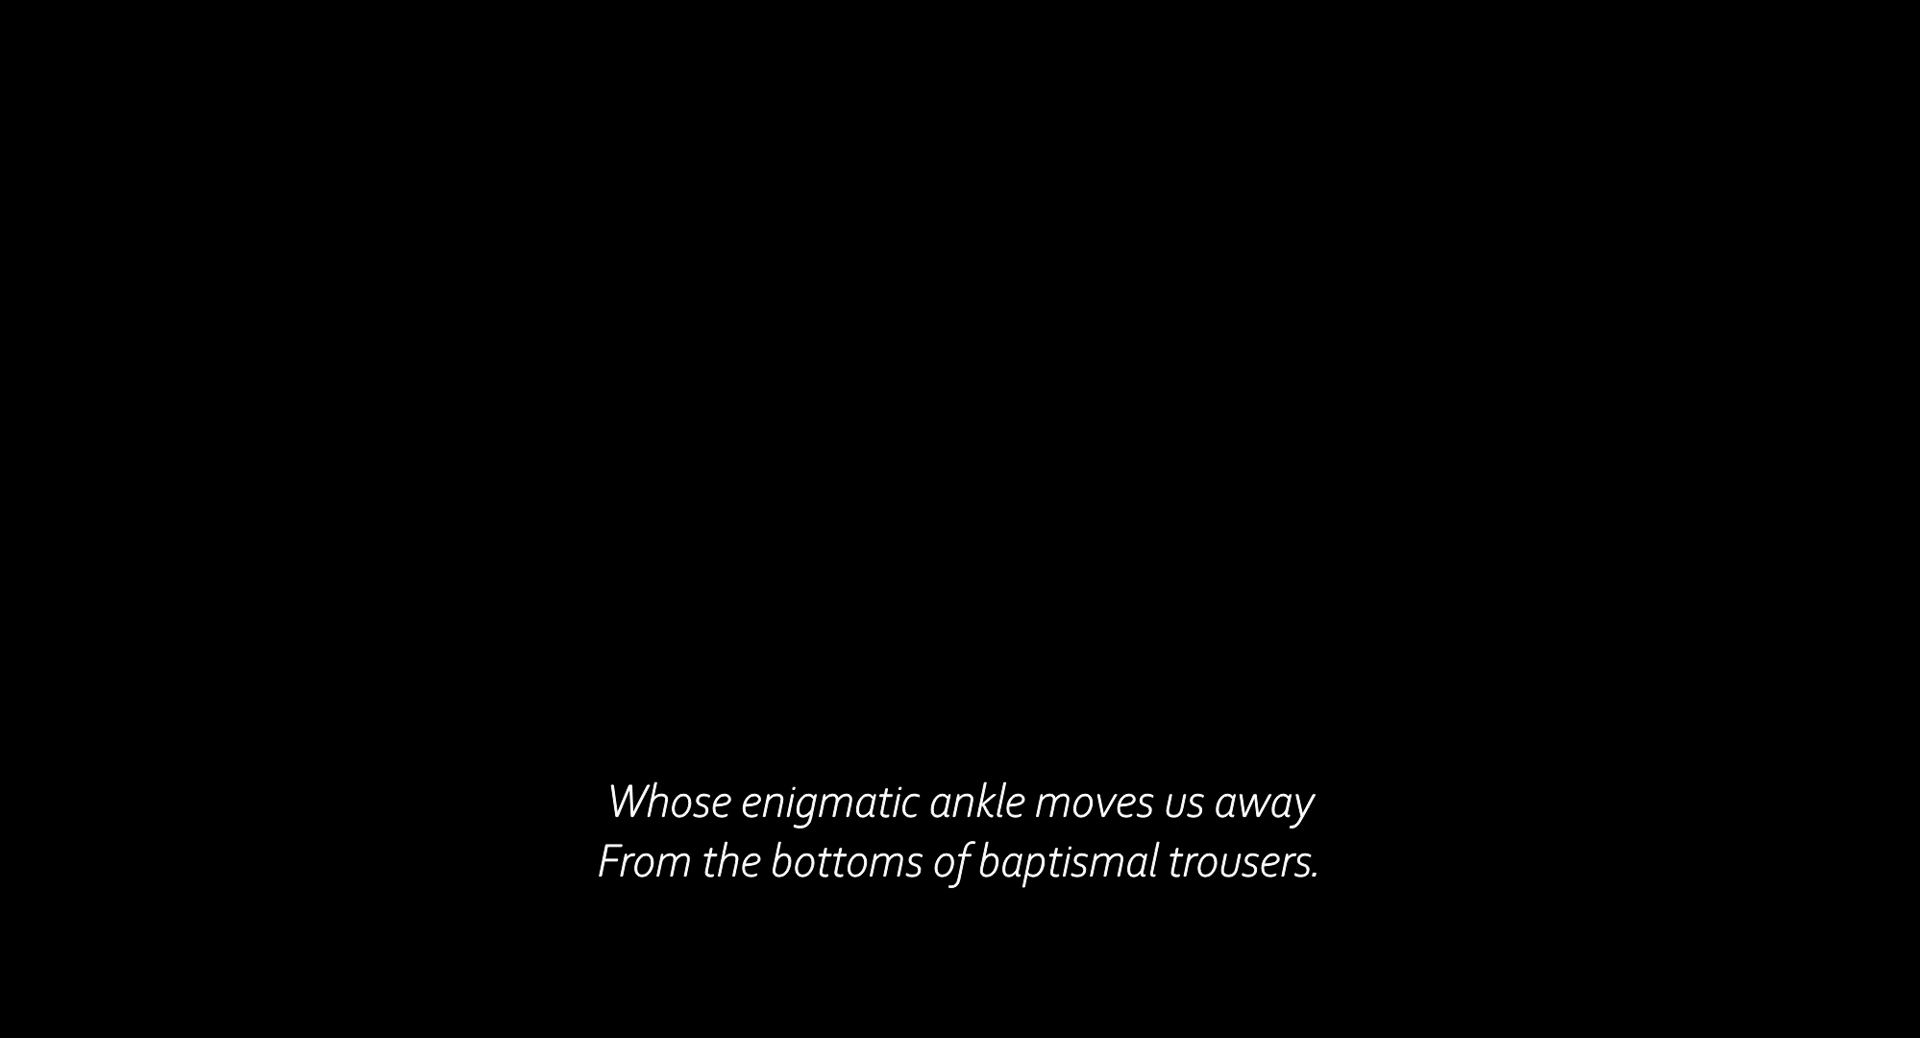 Whose enigmatic ankle moves us away
From the bottoms of baptismal trousers.